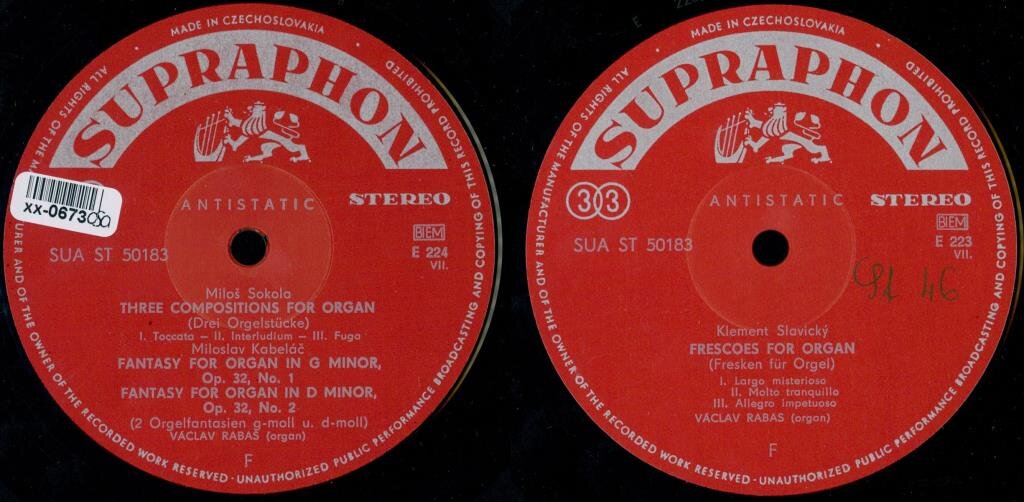 MADE IN CZECHOSLOVAKIA
ALL RIGHTS OF THE MANUFACTURER AND OF THE OWNER OF THE RECORDED WORK RESERVED - UNAUTHORIZED PUBLIC PERFORMANCE BROADCASTING AND COPYING OF THIS RECORD PROHIBITED
SUPRAPHON
xx-0673
ANTISTATIC
STEREO
BIEM
SUA ST 50183
E 224
VII.
Miloš Sokola
THREE COMPOSITIONS FOR ORGAN
(Drei Orgelstücke)
I. Toccata — II. Interludium — III. Fuga
Miloslav Kabeláč
FANTASY FOR ORGAN IN G MINOR,
Op. 32, No. 1
FANTASY FOR ORGAN IN D MINOR,
Op. 32, No. 2
(2 Orgelfantasien g-moll u. d-moll)
VÁCLAV RABAS (organ)
F
MADE IN CZECHOSLOVAKIA
ALL RIGHTS OF THE MANUFACTURER AND OF THE OWNER OF THE RECORDED WORK RESERVED - UNAUTHORIZED PUBLIC PERFORMANCE BROADCASTING AND COPYING OF THIS RECORD PROHIBITED
SUPRAPHON
33
ANTISTATIC
STEREO
BIEM
SUA ST 50183
E 223
VII.
46
Klement Slavický
FRESCOES FOR ORGAN
(Fresken für Orgel)
I. Largo misterioso
II. Molto tranquillo
III. Allegro impetuoso
VÁCLAV RABAS (organ)
F